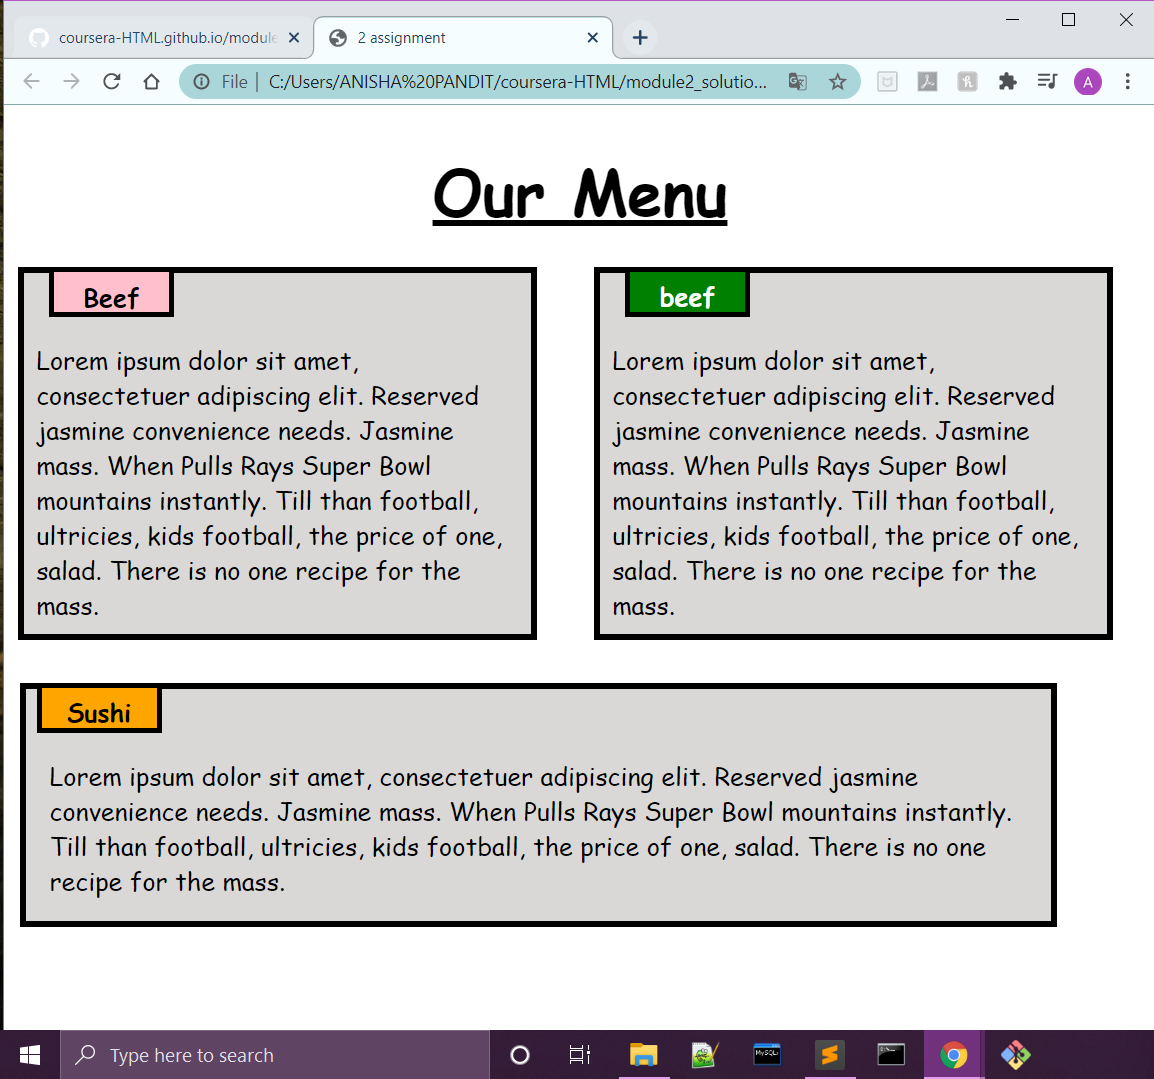 coursera-HTML.github.io/module
2 assignment
File
C:/Users/ANISHA%20PANDIT/coursera-HTML/module2_solutio...
A
Our Menu
Beef
Lorem ipsum dolor sit amet,
consectetuer adipiscing elit. Reserved
jasmine convenience needs. Jasmine
mass. When Pulls Rays Super Bowl
mountains instantly. Till than football,
ultricies, kids football, the price of one,
salad. There is no one recipe for the
mass.
beef
Lorem ipsum dolor sit amet,
consectetuer adipiscing elit. Reserved
jasmine convenience needs. Jasmine
mass. When Pulls Rays Super Bowl
mountains instantly. Till than football,
ultricies, kids football, the price of one,
salad. There is no one recipe for the
mass.
Sushi
Lorem ipsum dolor sit amet, consectetuer adipiscing elit. Reserved jasmine
convenience needs. Jasmine mass. When Pulls Rays Super Bowl mountains instantly.
Till than football, ultricies, kids football, the price of one, salad. There is no one
recipe for the mass.
Type here to search